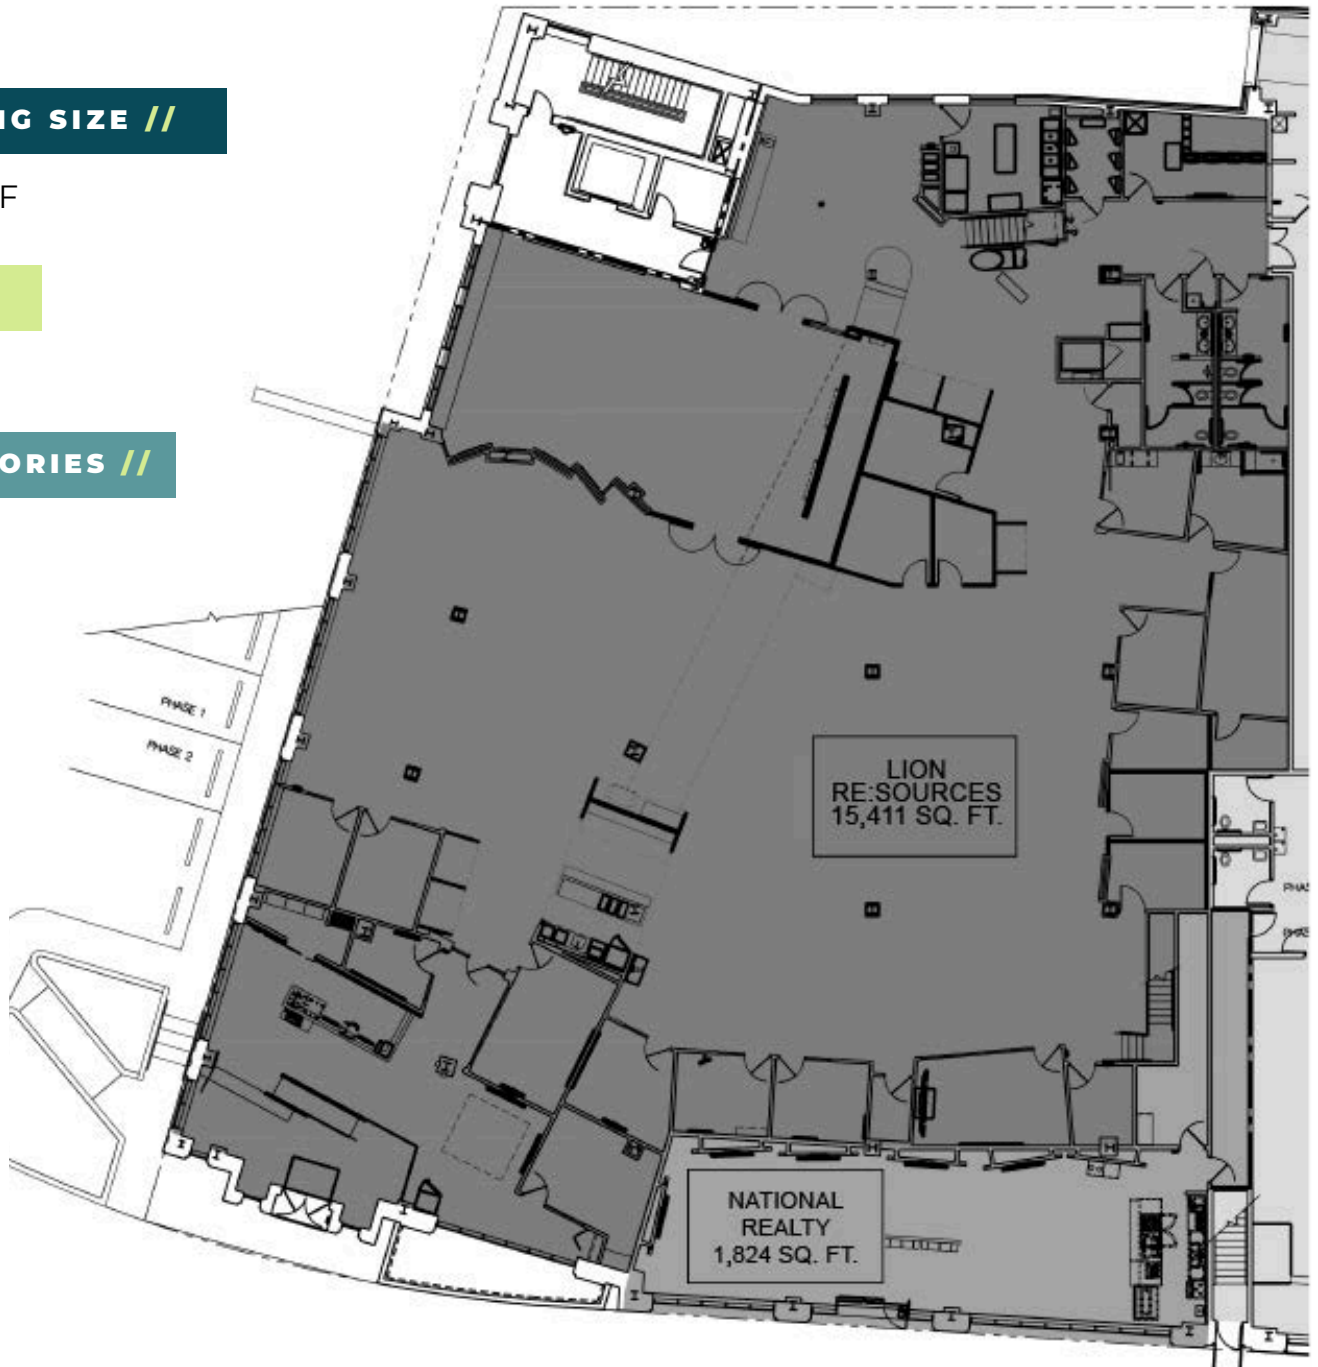 NG SIZE //
F
ORIES //
PHASE 1
PHASE 2
LION
RE:SOURCES
15,411 SQ. FT.
NATIONAL
REALTY
1,824 SQ. FT.